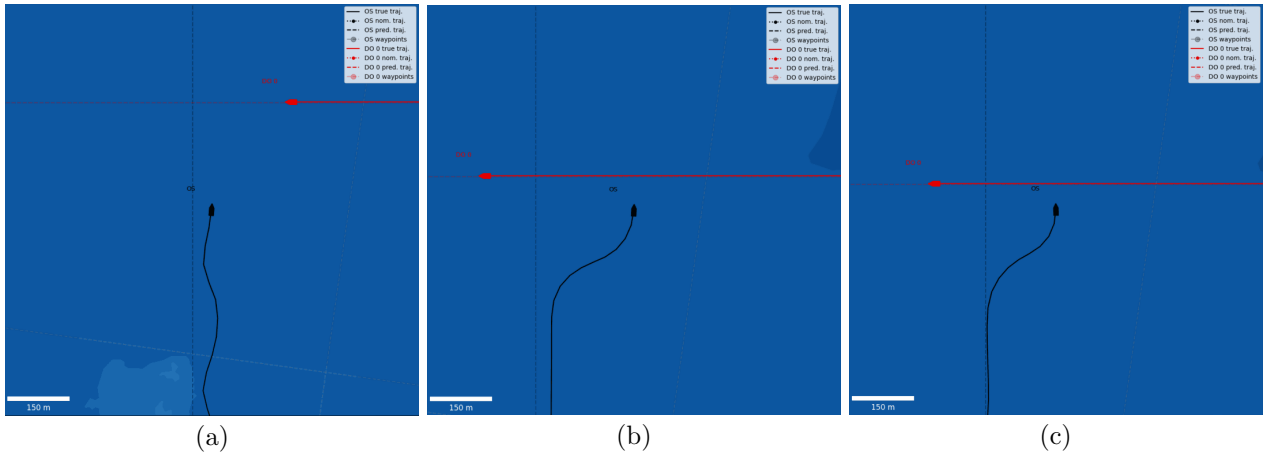 OS true traj.
OS nom. traj.
OS pred. traj.
OS waypoints
DO 0 true traj.
DO 0 nom. traj.
DO 0 pred. traj.
DO 0 waypoints
DO 0
OS
150 m
(a)
OS true traj.
OS nom. traj.
OS pred. traj.
OS waypoints
DO 0 true traj.
DO 0 nom. traj.
DO 0 pred. traj.
DO 0 waypoints
DO 0
OS
150 m
(b)
OS true traj.
OS nom. traj.
OS pred. traj.
OS waypoints
DO 0 true traj.
DO 0 nom. traj.
DO 0 pred. traj.
DO 0 waypoints
DO 0
OS
150 m
(c)